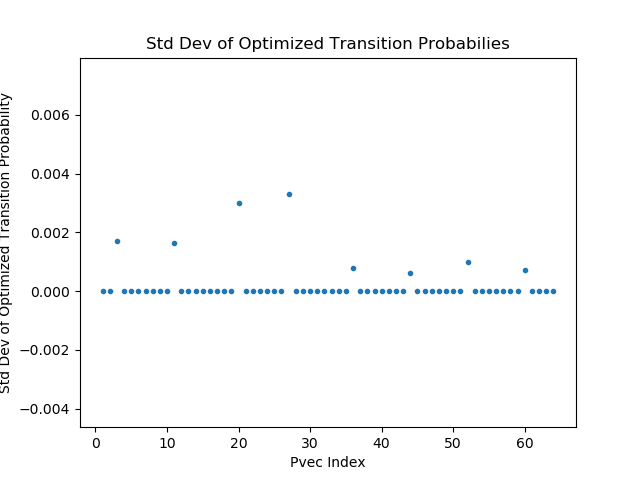 Std Dev of Optimized Transition Probabilies
Std Dev of Optimized Transition Probability
0.006
0.004
0.002
0.000
−0.002
−0.004
0 10 20 30 40 50 60
Pvec Index